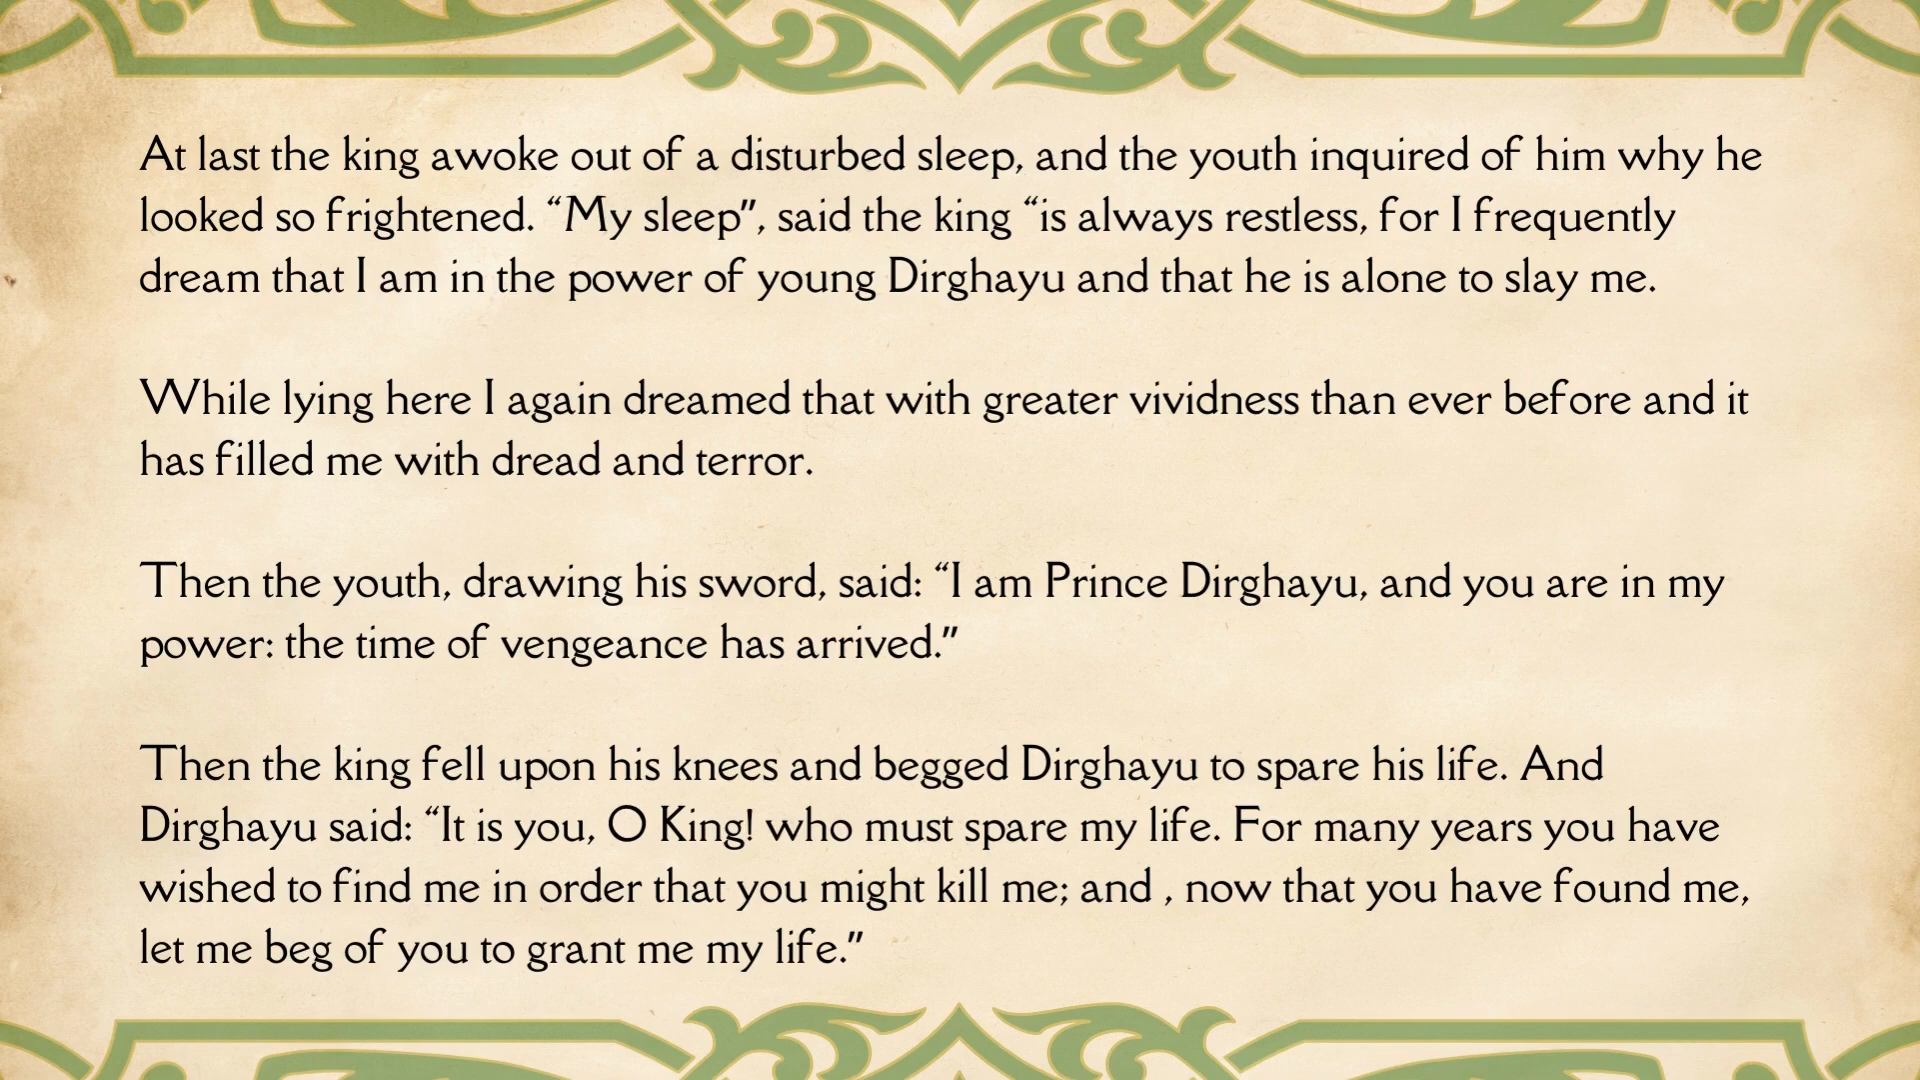 At last the king awoke out of a disturbed sleep, and the youth inquired of him why he
looked so frightened. “My sleep", said the king “is always restless, for I frequently
dream that I am in the power of young Dirghayu and that he is alone to slay me.
While lying here I again dreamed that with greater vividness than ever before and it
has filled me with dread and terror.
Then the youth, drawing his sword, said: “I am Prince Dirghayu, and you are in my
power: the time of vengeance has arrived."
Then the king fell upon his knees and begged Dirghayu to spare his life. And
Dirghayu said: “It is you, O King! who must spare my life. For many years you have
wished to find me in order that you might kill me; and , now that you have found me,
let me beg of you to grant me my life."